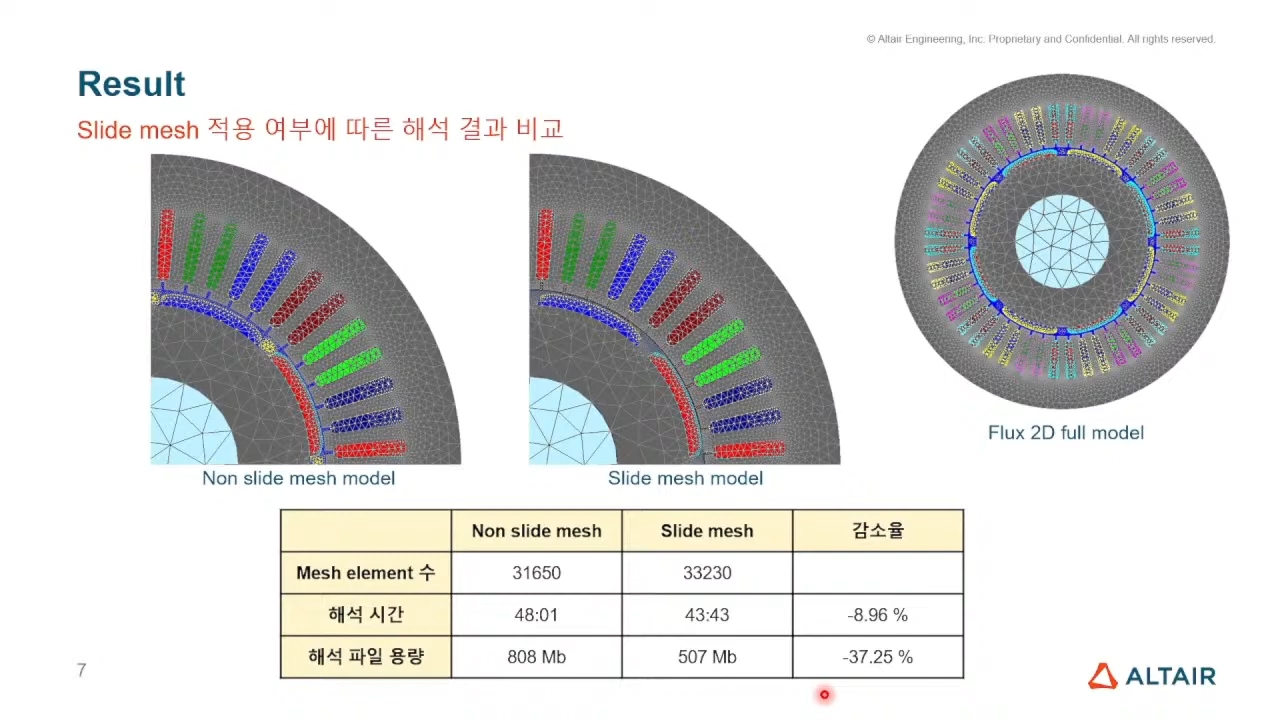 © Altair Engineering, Inc. Proprietary and Confidential. All rights reserved.
Result
Slide mesh 적용 여부에 따른 해석 결과 비교
Flux 2D full model
Non slide mesh model
Slide mesh model
Non slide mesh Slide mesh 감소율
Mesh element 수 31650 33230
해석 시간 48:01 43:43 -8.96 %
해석 파일 용량 808 Mb 507 Mb -37.25 %
7
ALTAIR